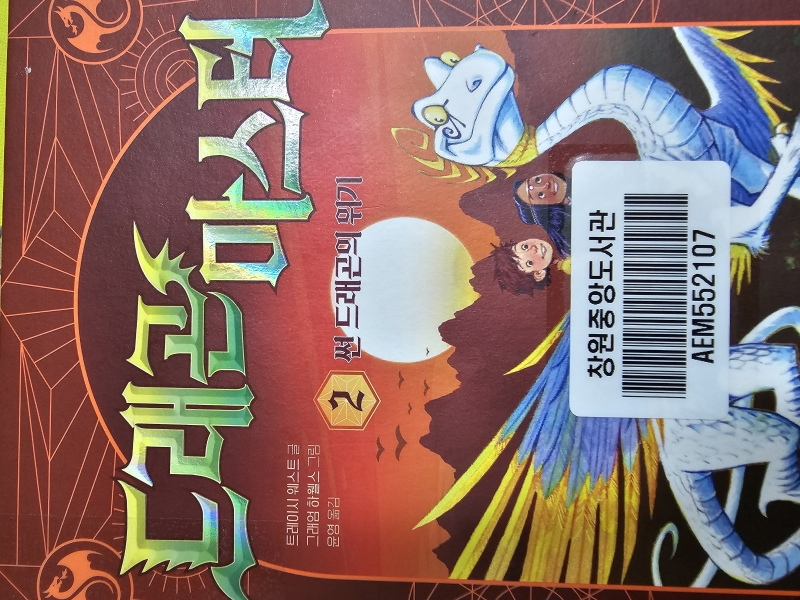 드래곤 마스터
2 썬 드래곤의 위기
트레이시 웨스트 글
그래엄 하웰스 그림
윤영 옮김
창원중앙도서관
AEM552107